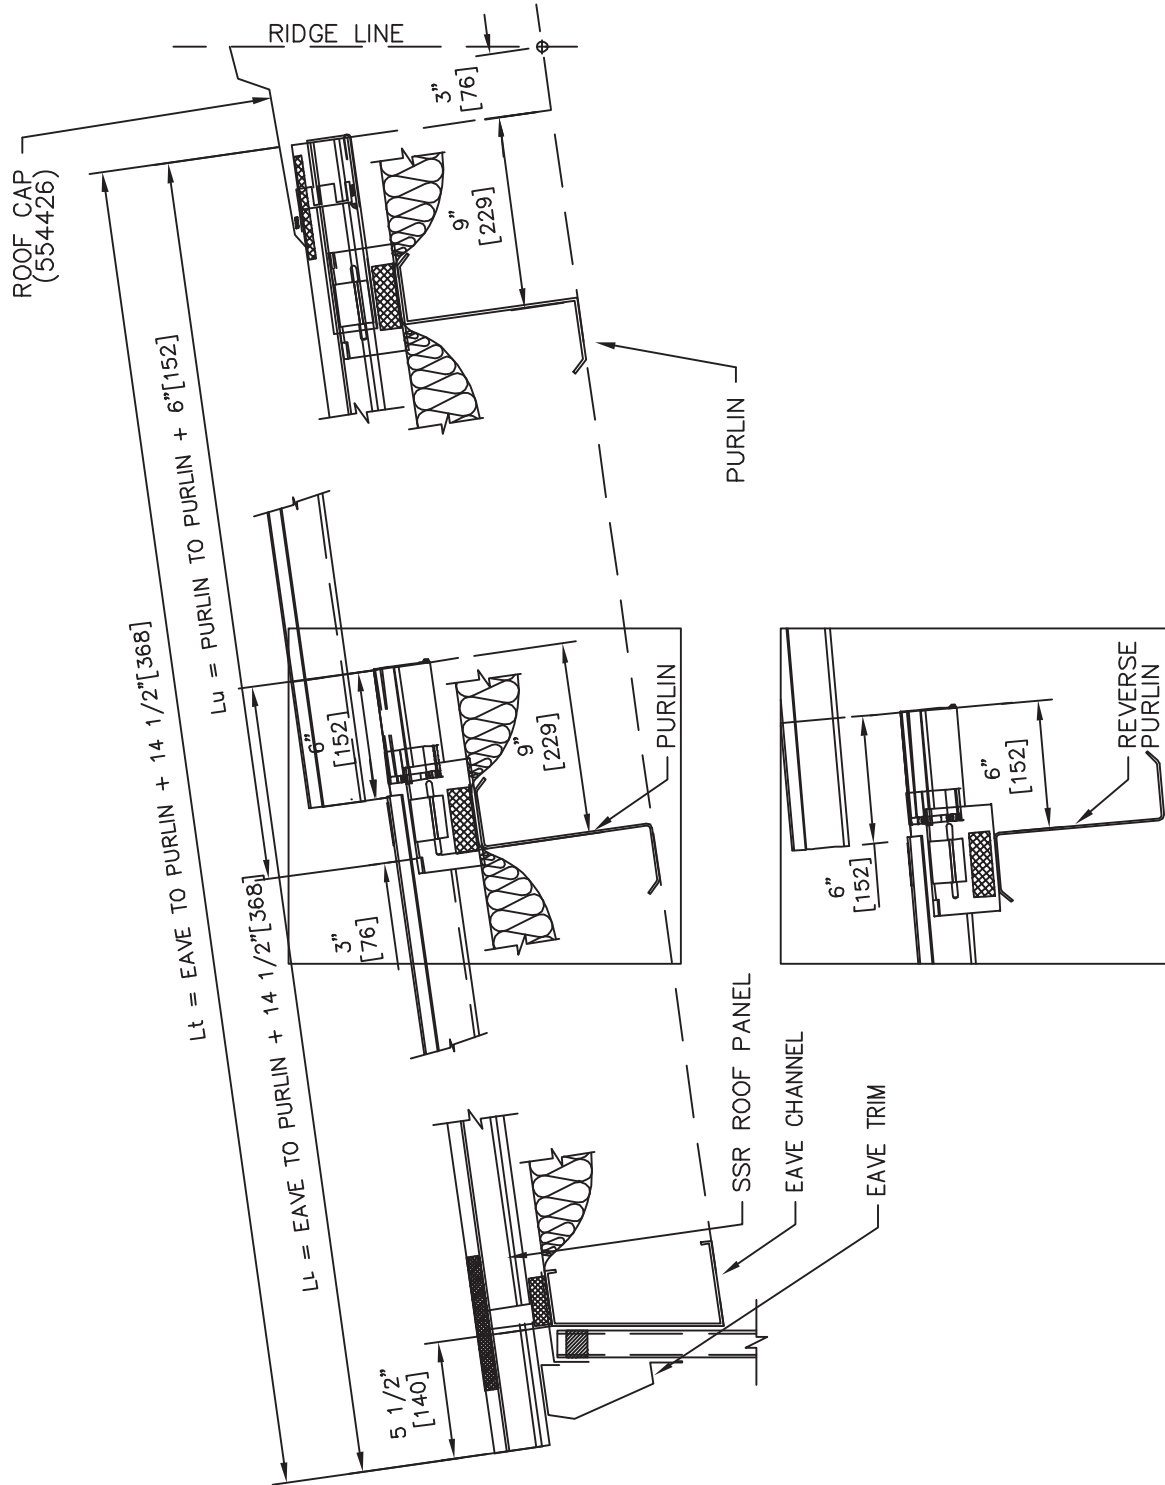 RIDGE LINE
ROOF CAP
(554426)
3"
[76]
9"
[229]
Lt = EAVE TO PURLIN + 14 1/2"[368]
Lu = PURLIN TO PURLIN + 6"[152]
LL = EAVE TO PURLIN + 14 1/2"[368]
PURLIN
6"
[152]
9"
[229]
3"
[76]
PURLIN
6"
[152]
6"
[152]
REVERSE
PURLIN
5 1/2"
[140]
SSR ROOF PANEL
EAVE CHANNEL
EAVE TRIM